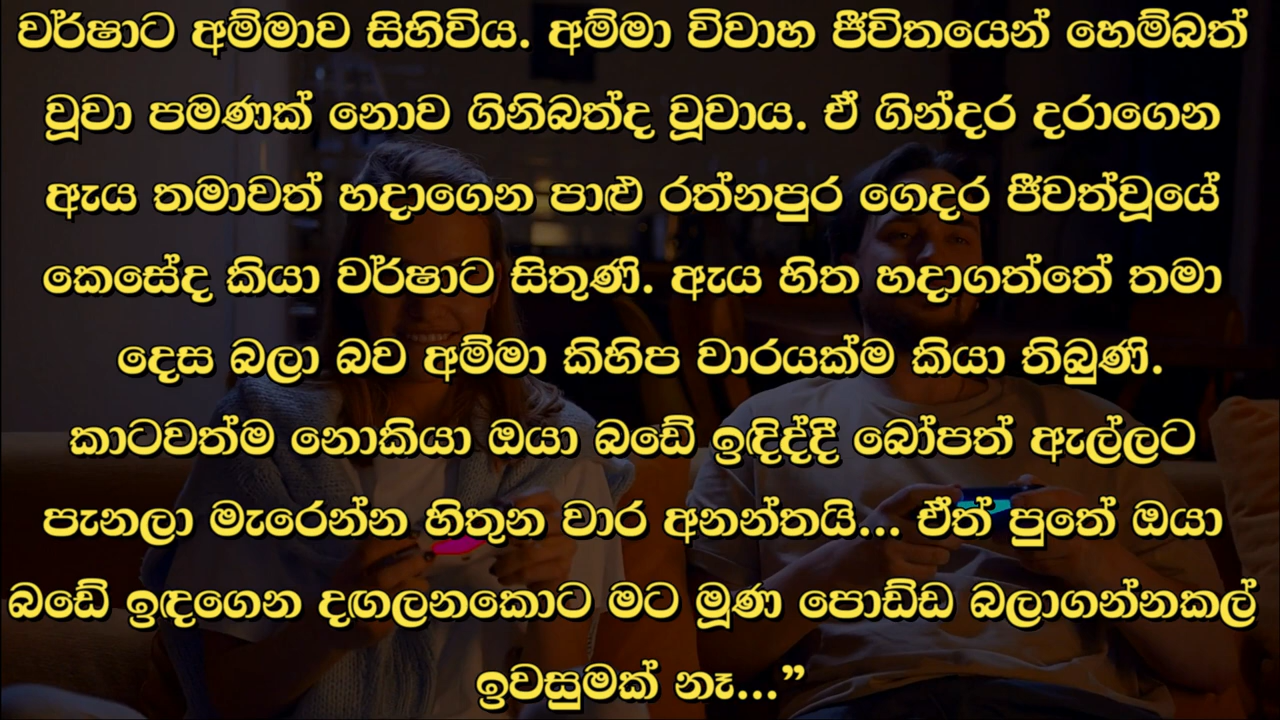 වර්ෂාට අම්මාව සිහිවිය. අම්මා විවාහ ජීවිතයෙන් හෙම්බත්
වූවා පමණක් නොව ගිනිබත්ද වූවාය. ඒ ගින්දර දරාගෙන
ඇය තමාවත් හදාගෙන පාළු රත්නපුර ගෙදර ජීවත්වූයේ
කෙසේද කියා වර්ෂාට සිතුණි. ඇය හිත හදාගත්තේ තමා
දෙස බලා බව අම්මා කිහිප වාරයක්ම කියා තිබුණි.
කාටවත්ම නොකියා ඔයා බඩේ ඉඳිද්දී බෝපත් ඇල්ලට
පැනලා මැරෙන්න හිතුන වාර අනන්තයි... ඒත් පුතේ ඔයා
බඩේ ඉඳගෙන දඟලනකොට මට මූණ පොඩ්ඩ බලාගන්නකල්
ඉවසුමක් නෑ...”